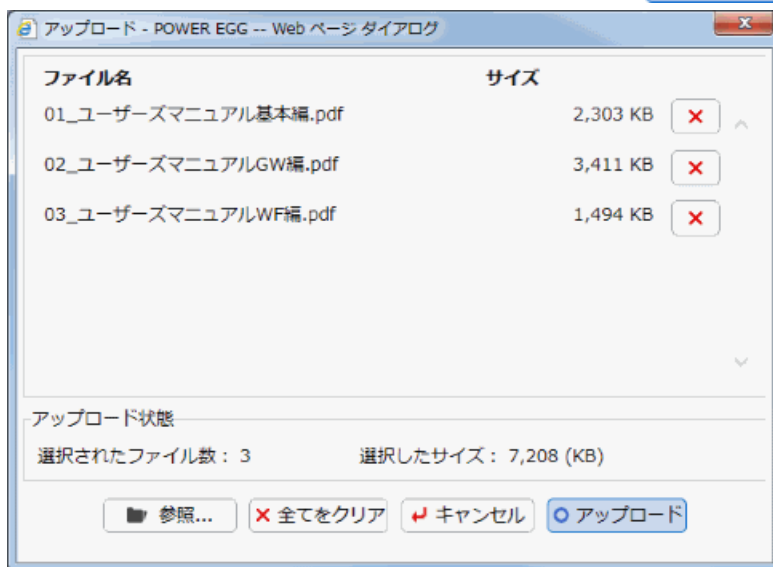 アップロード - POWER EGG -- Web ページ ダイアログ
ファイル名 サイズ
01_ユーザーズマニュアル基本編.pdf 2,303 KB
02_ユーザーズマニュアルGW編.pdf 3,411 KB
03_ユーザーズマニュアルWF編.pdf 1,494 KB
アップロード状態
選択されたファイル数： 3 選択したサイズ： 7,208 (KB)
参照... 全てをクリア キャンセル アップロード